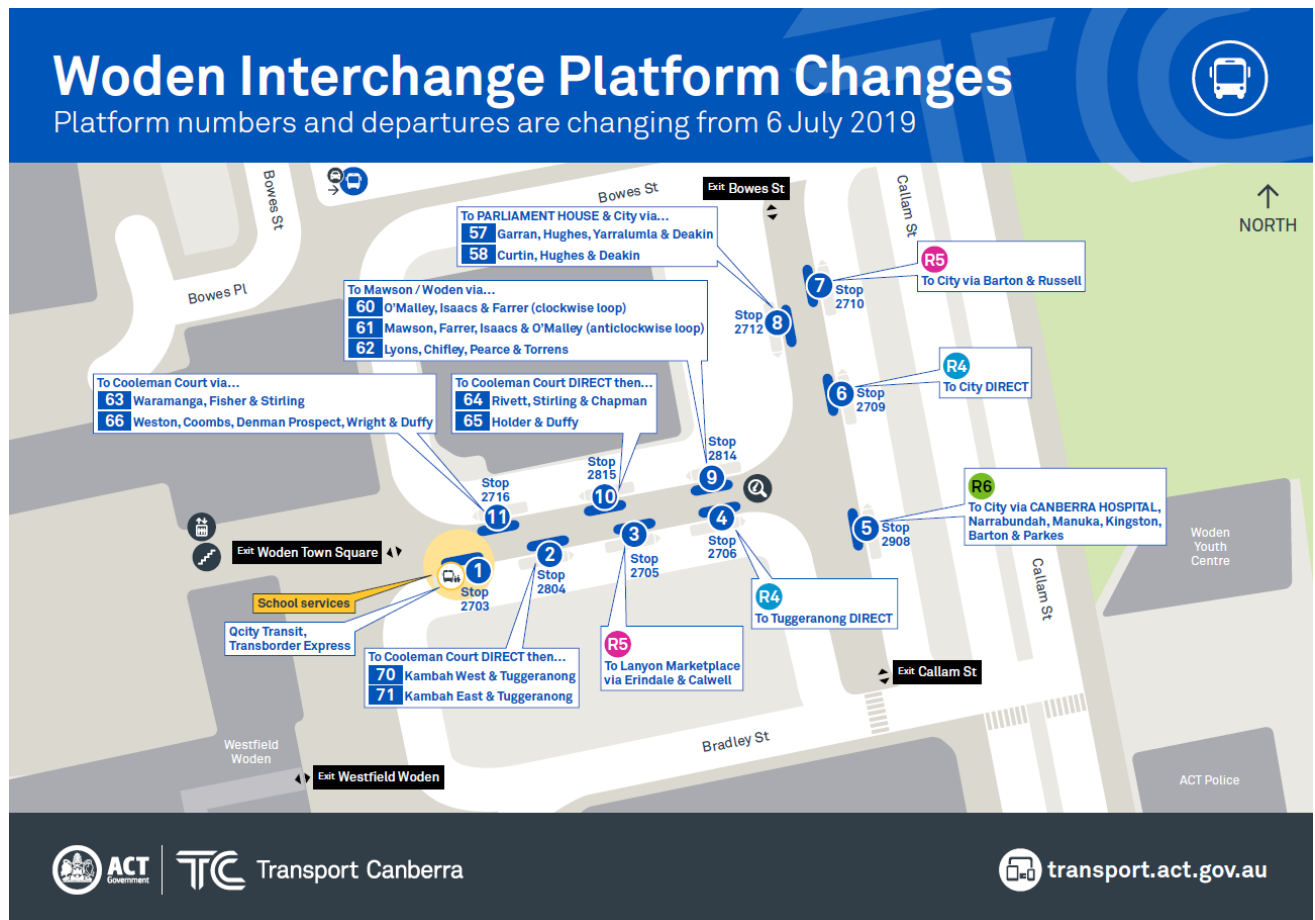 Woden Interchange Platform Changes
Platform numbers and departures are changing from 6 July 2019
Bowes St
Bowes St
Exit Bowes St
Callam St
NORTH
To PARLIAMENT HOUSE & City via...
57 Garran, Hughes, Yarralumla & Deakin
58 Curtin, Hughes & Deakin
R5
To City via Barton & Russell
Bowes Pl
7
Stop
2710
To Mawson / Woden via...
60 O'Malley, Isaacs & Farrer (clockwise loop)
61 Mawson, Farrer, Isaacs & O'Malley (anticlockwise loop)
62 Lyons, Chifley, Pearce & Torrens
Stop
2712
8
R4
To City DIRECT
6
Stop
2709
To Cooleman Court via...
63 Waramanga, Fisher & Stirling
66 Weston, Coombs, Denman Prospect, Wright & Duffy
To Cooleman Court DIRECT then...
64 Rivett, Stirling & Chapman
65 Holder & Duffy
Stop
2814
9
Stop
2815
10
Stop
2716
11
R6
To City via CANBERRA HOSPITAL,
Narrabundah, Manuka, Kingston,
Barton & Parkes
5
Stop
2908
4
Stop
2706
3
Stop
2705
2
Stop
2804
1
Stop
2703
Exit Woden Town Square
Woden
Youth
Centre
Callam St
School services
Qcity Transit,
Transborder Express
R4
To Tuggeranong DIRECT
R5
To Lanyon Marketplace
via Erindale & Calwell
To Cooleman Court DIRECT then...
70 Kambah West & Tuggeranong
71 Kambah East & Tuggeranong
Exit Callam St
Bradley St
Westfield
Woden
Exit Westfield Woden
ACT Police
ACT
Government
TC
Transport Canberra
transport.act.gov.au